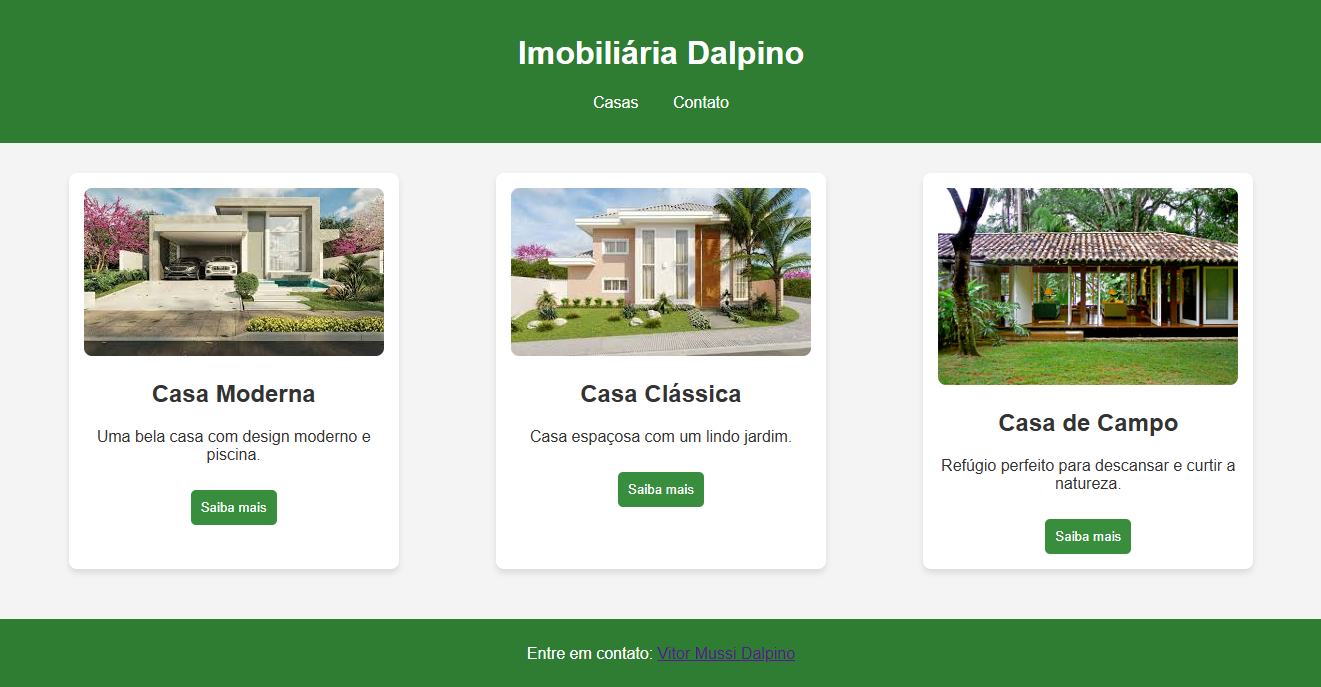 Imobiliária Dalpino
Casas Contato
Casa Moderna
Uma bela casa com design moderno e
piscina.
Saiba mais
Casa Clássica
Casa espaçosa com um lindo jardim.
Saiba mais
Casa de Campo
Refúgio perfeito para descansar e curtir a
natureza.
Saiba mais
Entre em contato: Vitor Mussi Dalpino